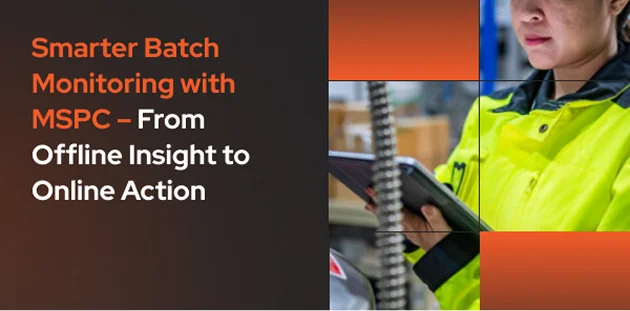 Smarter Batch
Monitoring with
MSPC – From
Offline Insight to
Online Action